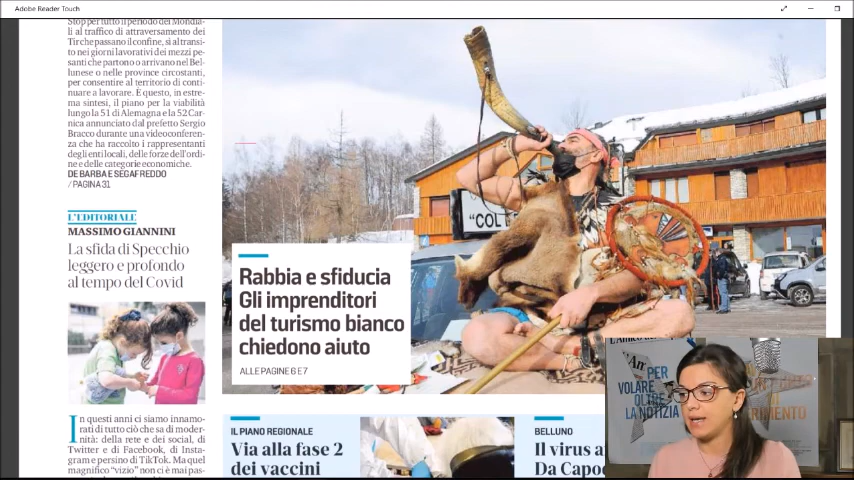 Adobe Reader Touch
Stop per tutto il periodo dei Mondia-
li al traffico di attraversamento dei
Tir che passano il confine, sì al transi-
to nei giorni lavorativi dei mezzi pe-
santi che partono o arrivano nel Bel-
lunese o nelle province circostanti,
per consentire al territorio di conti-
nuare a lavorare. È questo, in estre-
ma sintesi, il piano per la viabilità
lungo la 51 di Alemagna e la 52 Car-
nica annunciato dal prefetto Sergio
Bracco durante una videoconferen-
za che ha raccolto i rappresentanti
degli enti locali, delle forze dell'ordi-
ne e delle categorie economiche.
DE BARBA E SEGAFREDDO
/ PAGINA 31
L'EDITORIALE
MASSIMO GIANNINI
La sfida di Specchio
leggero e profondo
al tempo del Covid
In questi anni ci siamo innamo-
rati di tutto ciò che sa di moder-
nità: della rete e dei social, di
Twitter e di Facebook, di Insta-
gram e persino di TikTok. Ma quel
magnifico "vizio" non ci è mai pas-
"COL
Rabbia e sfiducia
Gli imprenditori
del turismo bianco
chiedono aiuto
ALLE PAGINE 6 E 7
IL PIANO REGIONALE
Via alla fase 2
dei vaccini
BELLUNO
Il virus a
Da Capo
PER
VOLARE
OLTRE
LA NOTIZIA